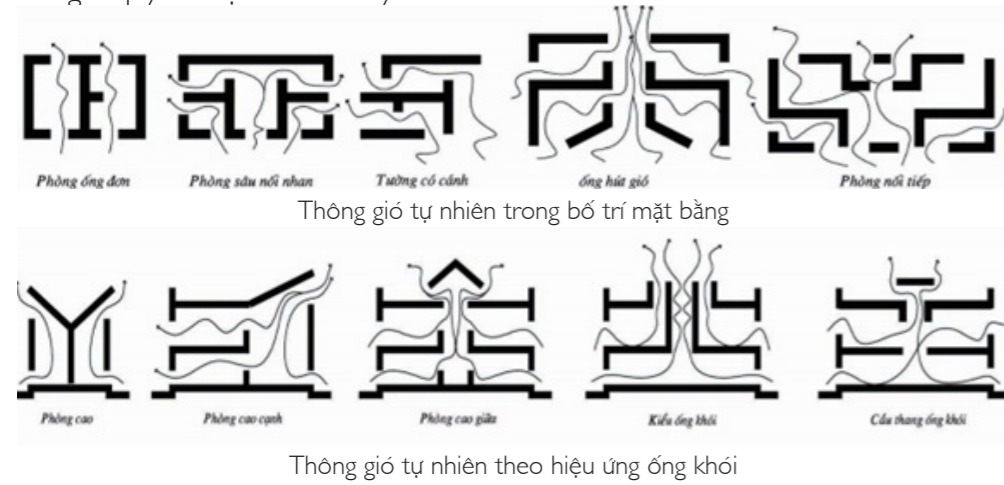 Phòng ống đơn
Phòng sâu nối nhan
Tường có cánh
ống hút gió
Phòng nối tiếp
Thông gió tự nhiên trong bố trí mặt bằng
Phòng cao
Phòng cao cạnh
Phòng cao giữa
Kiểu ống khói
Cầu thang ống khói
Thông gió tự nhiên theo hiệu ứng ống khói